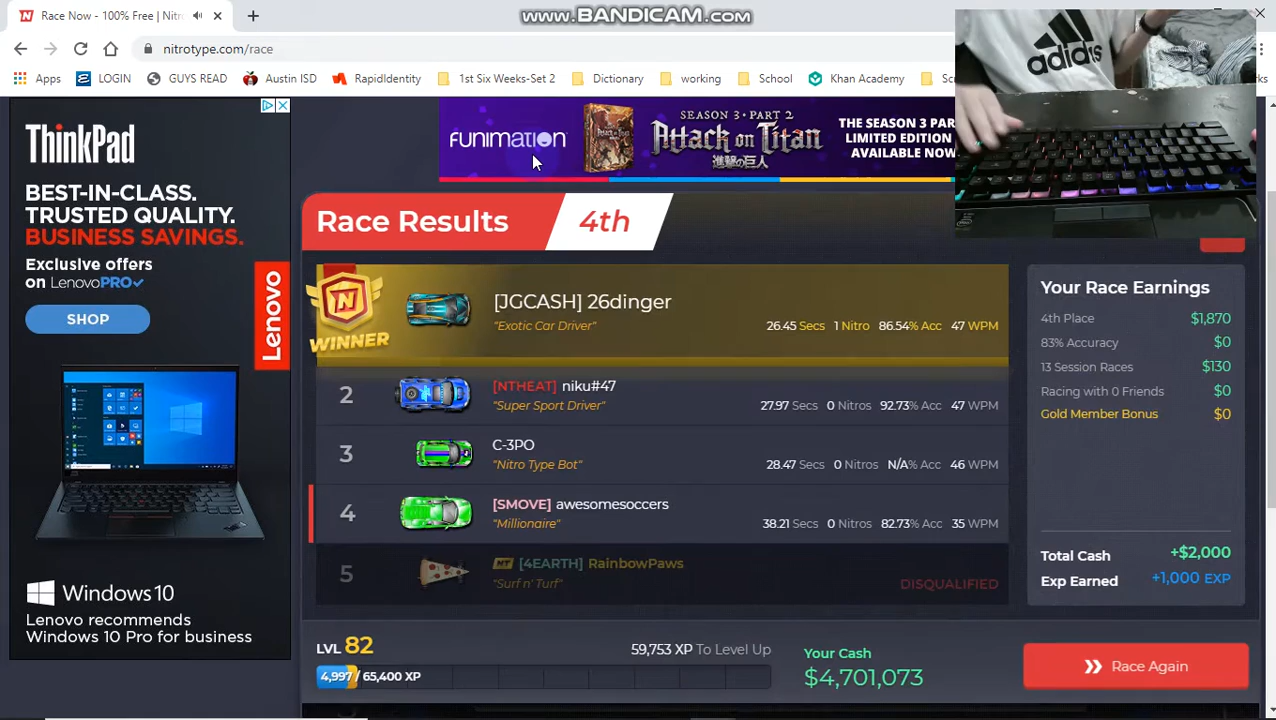 Race Now - 100% Free | Nitro
www.BANDICAM.com
nitrotype.com/race
Apps
LOGIN
GUYS READ
Austin ISD
RapidIdentity
1st Six Weeks-Set 2
Dictionary
working
School
Khan Academy
adidas
ThinkPad
BEST-IN-CLASS.
TRUSTED QUALITY.
BUSINESS SAVINGS.
Exclusive offers
on LenovoPRO
SHOP
Lenovo
Windows 10
Lenovo recommends
Windows 10 Pro for business
FUNIMATION
SEASON 3 • PART 2
Attack on Titan
進撃の巨人
THE SEASON 3 PAR
LIMITED EDITION
AVAILABLE NOW
Race Results
4th
N
WINNER
[JGCASH] 26dinger
"Exotic Car Driver"
26.45 Secs 1 Nitro 86.54% Acc 47 WPM
2
[NTHEAT] niku#47
"Super Sport Driver"
27.97 Secs 0 Nitros 92.73% Acc 47 WPM
3
C-3PO
"Nitro Type Bot"
28.47 Secs 0 Nitros N/A% Acc 46 WPM
4
[SMOVE] awesomesoccers
"Millionaire"
38.21 Secs 0 Nitros 82.73% Acc 35 WPM
5
[4EARTH] RainbowPaws
"Surf n' Turf"
DISQUALIFIED
Your Race Earnings
4th Place $1,870
83% Accuracy $0
13 Session Races $130
Racing with 0 Friends $0
Gold Member Bonus $0
Total Cash +$2,000
Exp Earned +1,000 EXP
LVL 82
59,753 XP To Level Up
4,997 / 65,400 XP
Your Cash
$4,701,073
Race Again